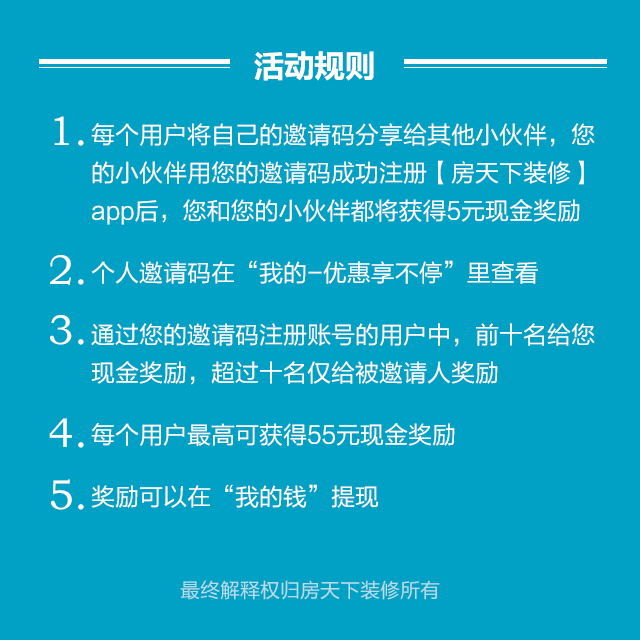 活动规则
1. 每个用户将自己的邀请码分享给其他小伙伴，您
的小伙伴用您的邀请码成功注册【房天下装修】
app后，您和您的小伙伴都将获得5元现金奖励
2. 个人邀请码在“我的-优惠享不停”里查看
3. 通过您的邀请码注册账号的用户中，前十名给您
现金奖励，超过十名仅给被邀请人奖励
4. 每个用户最高可获得55元现金奖励
5. 奖励可以在“我的钱”提现
最终解释权归房天下装修所有